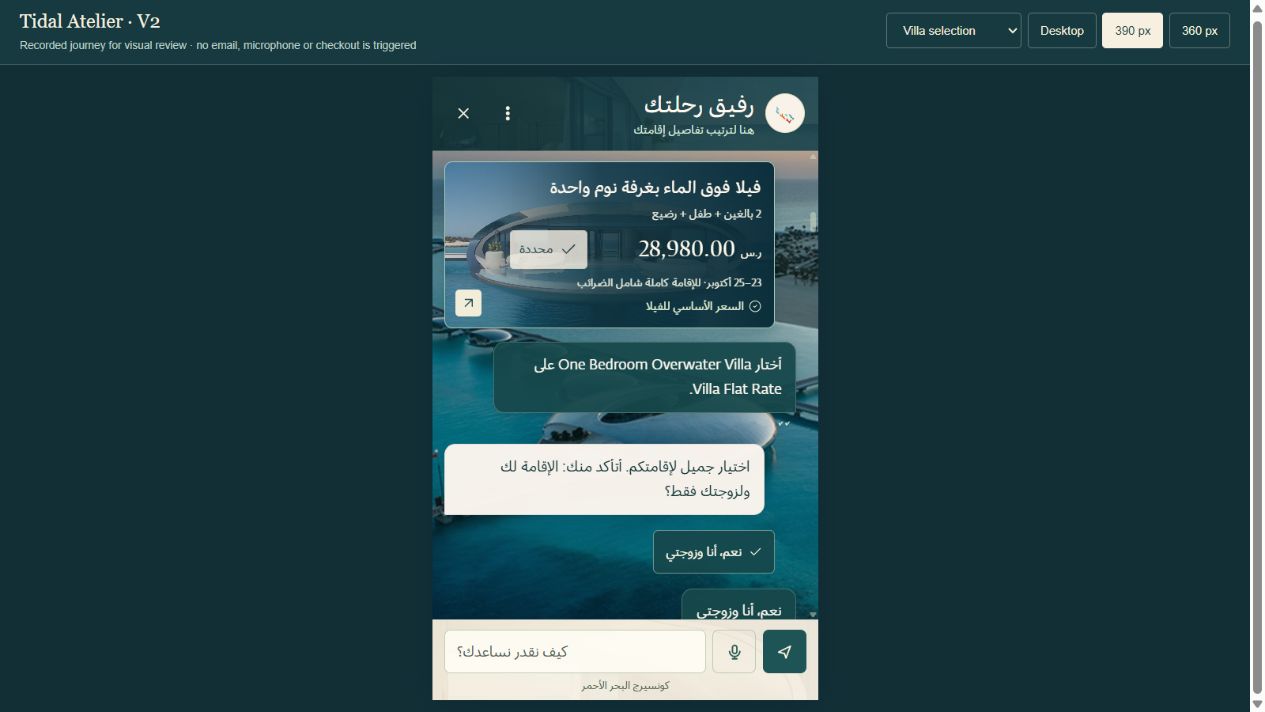 Tidal Atelier · V2
Recorded journey for visual review · no email, microphone or checkout is triggered
Villa selection
Desktop
390 px
360 px
رفيق رحلتك
هنا لترتيب تفاصيل إقامتك
فيلا فوق الماء بغرفة نوم واحدة
2 بالغين + طفل + رضيع
ر.س 28,980.00
محددة
23–25 أكتوبر · للإقامة كاملة شامل الضرائب
السعر الأساسي للفيلا
أختار One Bedroom Overwater Villa على
Villa Flat Rate.
اختيار جميل لإقامتكم. أتأكد منك: الإقامة لك
ولزوجتك فقط؟
نعم، أنا وزوجتي
نعم، أنا وزوجتي
كيف نقدر نساعدك؟
كونسيرج البحر الأحمر